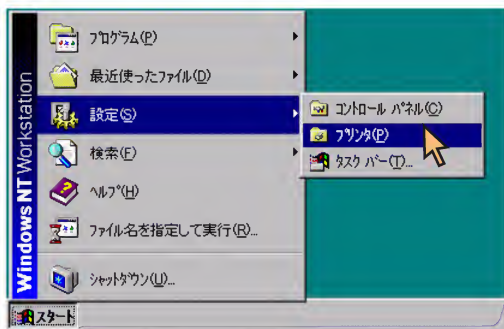 Windows NT Workstation
ﾌﾟﾛｸﾞﾗﾑ(P)
最近使ったﾌｧｲﾙ(D)
設定(S)
検索(F)
ﾍﾙﾌﾟ(H)
ﾌｧｲﾙ名を指定して実行(R)...
ｼｬｯﾄﾀﾞｳﾝ(U)...
ｺﾝﾄﾛｰﾙ ﾊﾟﾈﾙ(C)
ﾌﾟﾘﾝﾀ(P)
ﾀｽｸ ﾊﾞｰ(T)...
ｽﾀｰﾄ